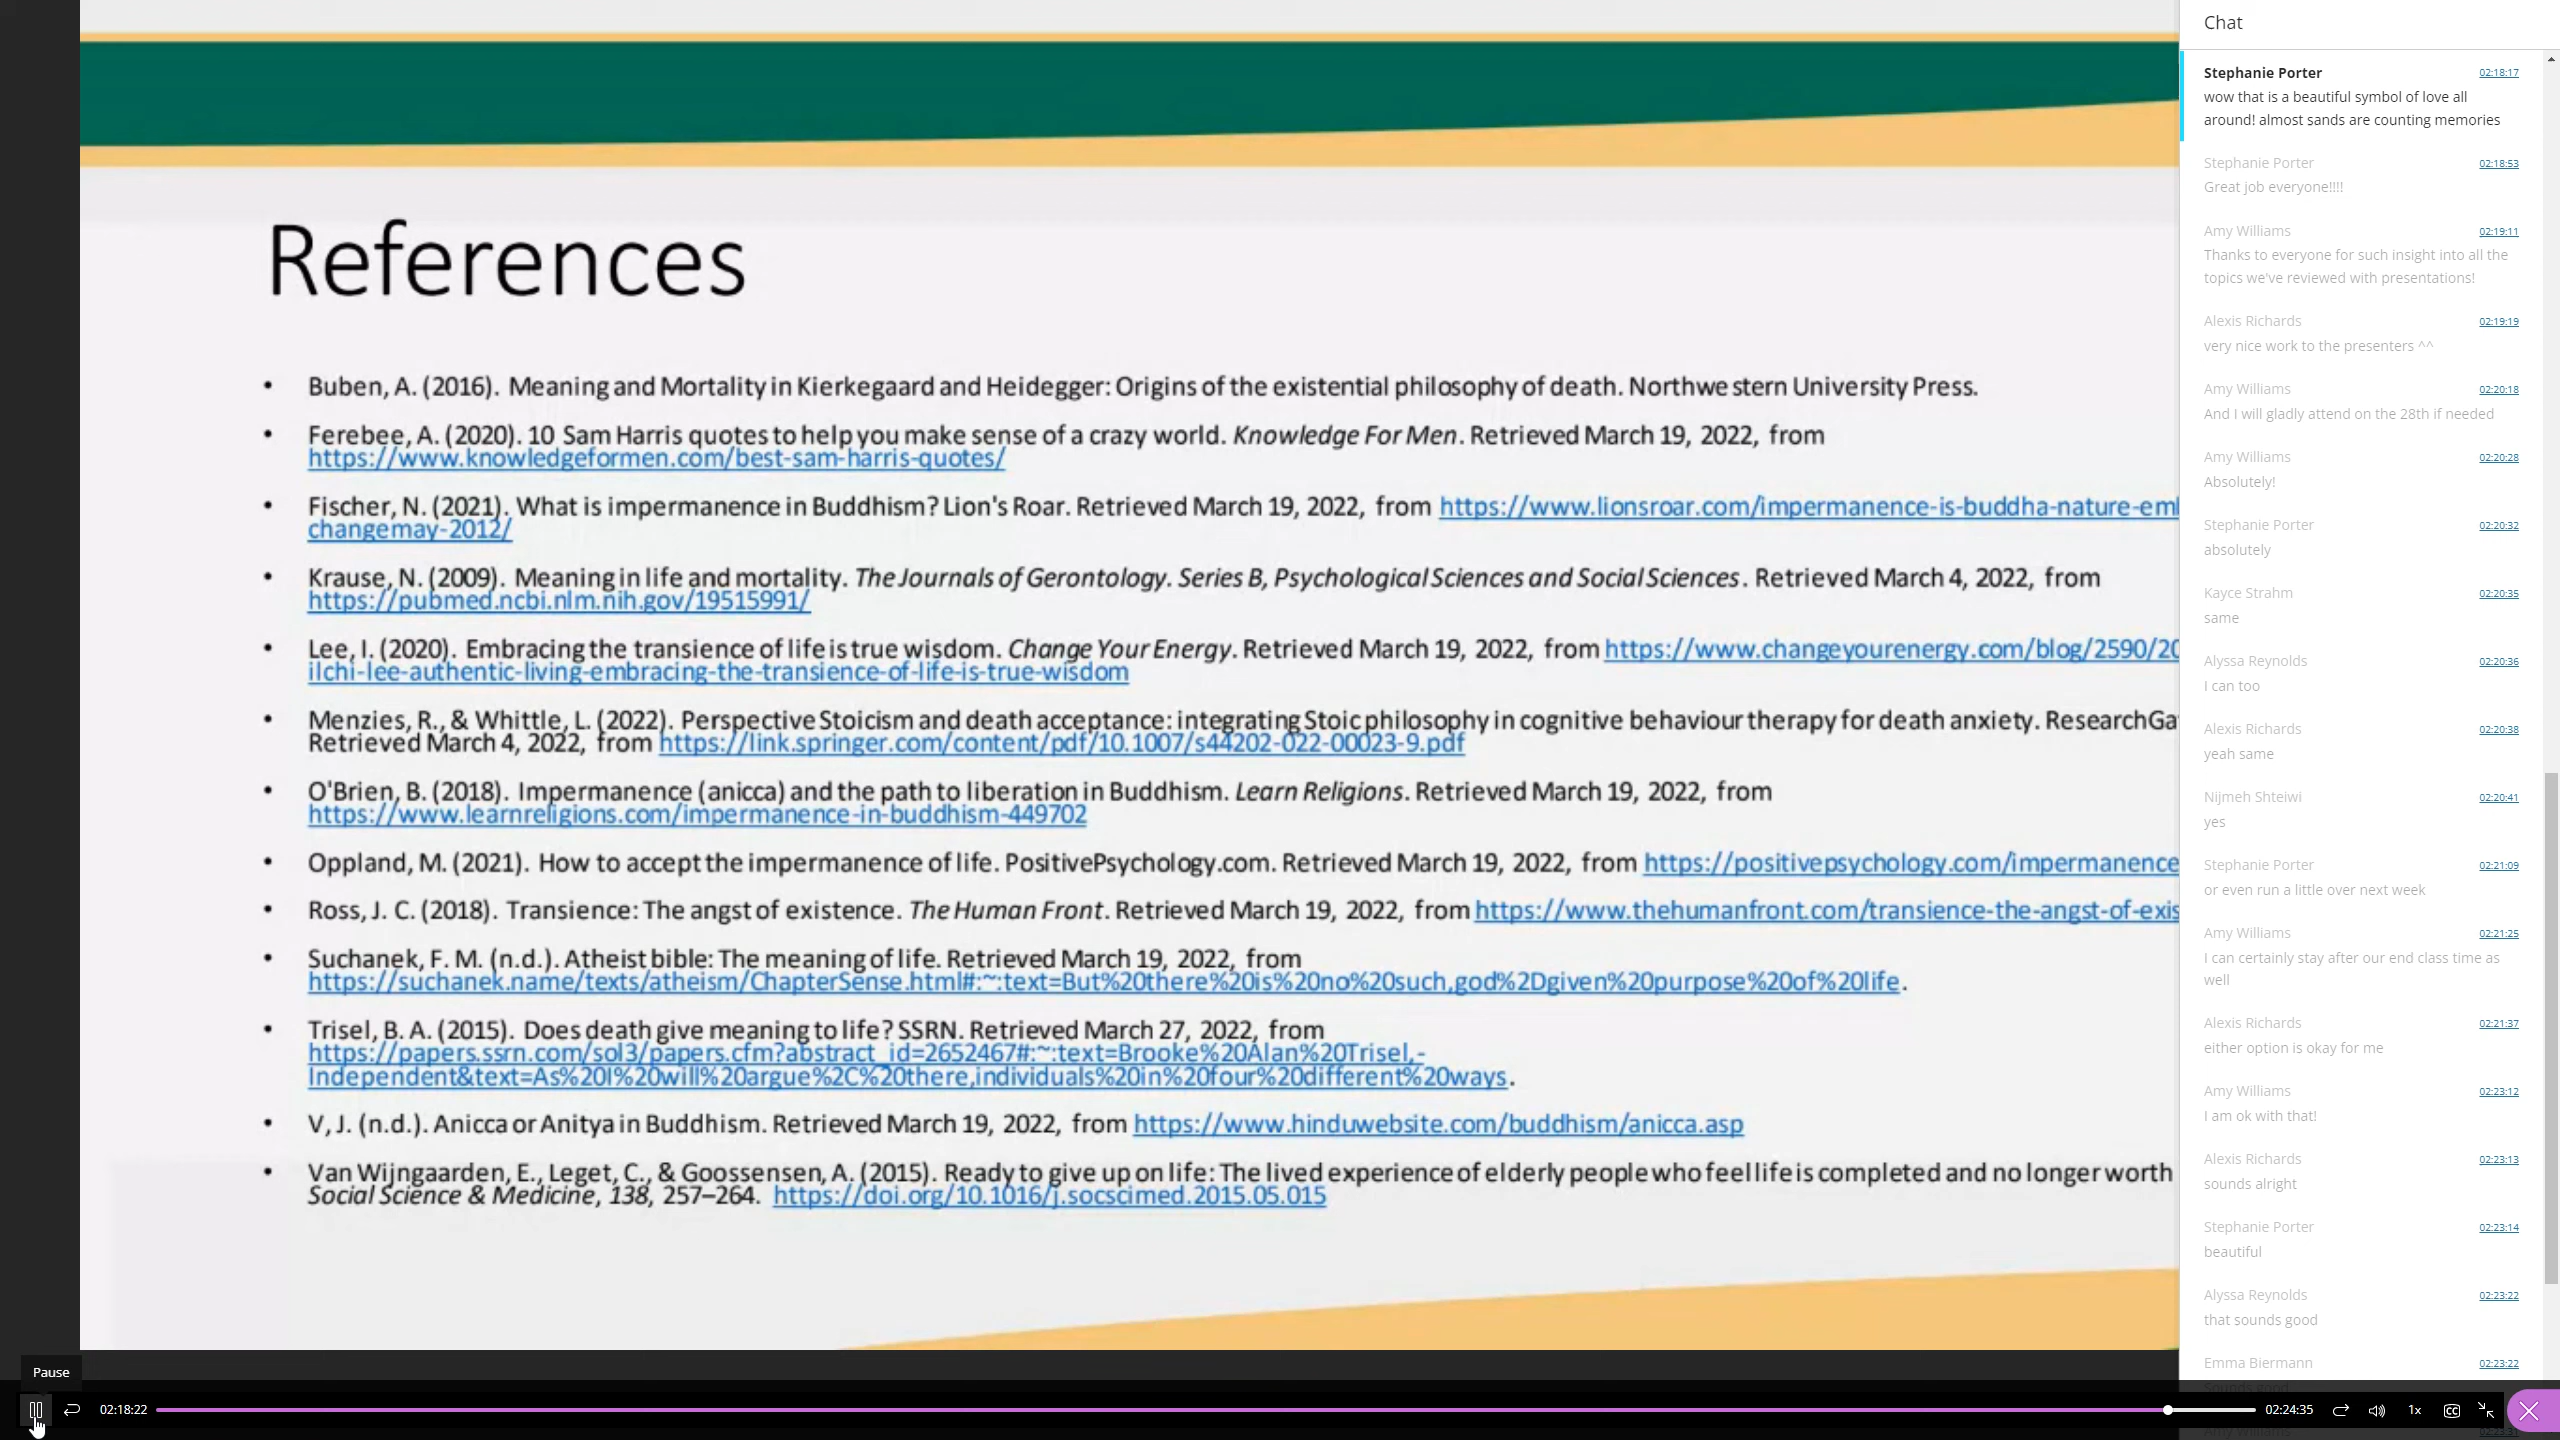 References
• Buben, A. (2016). Meaning and Mortality in Kierkegaard and Heidegger: Origins of the existential philosophy of death. Northwe stern University Press.
• Ferebee, A. (2020). 10 Sam Harris quotes to help you make sense of a crazy world. Knowledge For Men. Retrieved March 19, 2022, from
https://www.knowledgeformen.com/best-sam-harris-quotes/
• Fischer, N. (2021). What is impermanence in Buddhism? Lion's Roar. Retrieved March 19, 2022, from https://www.lionsroar.com/impermanence-is-buddha-nature-em
changemay-2012/
• Krause, N. (2009). Meaning in life and mortality. The Journals of Gerontology. Series B, Psychological Sciences and Social Sciences. Retrieved March 4, 2022, from
https://pubmed.ncbi.nlm.nih.gov/19515991/
• Lee, I. (2020). Embracing the transience of life is true wisdom. Change Your Energy. Retrieved March 19, 2022, from https://www.changeyourenergy.com/blog/2590/20
ilchi-lee-authentic-living-embracing-the-transience-of-life-is-true-wisdom
• Menzies, R., & Whittle, L. (2022). Perspective Stoicism and death acceptance: integrating Stoic philosophy in cognitive behaviour therapy for death anxiety. ResearchGa
Retrieved March 4, 2022, from https://link.springer.com/content/pdf/10.1007/s44202-022-00023-9.pdf
• O'Brien, B. (2018). Impermanence (anicca) and the path to liberation in Buddhism. Learn Religions. Retrieved March 19, 2022, from
https://www.learnreligions.com/impermanence-in-buddhism-449702
• Oppland, M. (2021). How to accept the impermanence of life. PositivePsychology.com. Retrieved March 19, 2022, from https://positivepsychology.com/impermanence
• Ross, J. C. (2018). Transience: The angst of existence. The Human Front. Retrieved March 19, 2022, from https://www.thehumanfront.com/transience-the-angst-of-exis
• Suchanek, F. M. (n.d.). Atheist bible: The meaning of life. Retrieved March 19, 2022, from
https://suchanek.name/texts/atheism/ChapterSense.html#:~:text=But%20there%20is%20no%20such,god%2Dgiven%20purpose%20of%20life.
• Trisel, B. A. (2015). Does death give meaning to life? SSRN. Retrieved March 27, 2022, from
https://papers.ssrn.com/sol3/papers.cfm?abstract_id=2652467#:~:text=Brooke%20Alan%20Trisel,-
Independent&text=As%20I%20will%20argue%2C%20there,individuals%20in%20four%20different%20ways.
• V, J. (n.d.). Anicca or Anitya in Buddhism. Retrieved March 19, 2022, from https://www.hinduwebsite.com/buddhism/anicca.asp
• Van Wijngaarden, E., Leget, C., & Goossensen, A. (2015). Ready to give up on life: The lived experience of elderly people who feel life is completed and no longer worth
Social Science & Medicine, 138, 257–264. https://doi.org/10.1016/j.socscimed.2015.05.015
Pause
02:18:22
02:24:35
1x
CC
Chat
Stephanie Porter 02:18:17
wow that is a beautiful symbol of love all
around! almost sands are counting memories
Stephanie Porter 02:18:53
Great job everyone!!!!
Amy Williams 02:19:11
Thanks to everyone for such insight into all the
topics we've reviewed with presentations!
Alexis Richards 02:19:19
very nice work to the presenters ^^
Amy Williams 02:20:18
And I will gladly attend on the 28th if needed
Amy Williams 02:20:28
Absolutely!
Stephanie Porter 02:20:32
absolutely
Kayce Strahm 02:20:35
same
Alyssa Reynolds 02:20:36
I can too
Alexis Richards 02:20:38
yeah same
Nijmeh Shteiwi 02:20:41
yes
Stephanie Porter 02:21:09
or even run a little over next week
Amy Williams 02:21:25
I can certainly stay after our end class time as
well
Alexis Richards 02:21:37
either option is okay for me
Amy Williams 02:23:12
I am ok with that!
Alexis Richards 02:23:13
sounds alright
Stephanie Porter 02:23:14
beautiful
Alyssa Reynolds 02:23:22
that sounds good
Emma Biermann 02:23:22
Sounds good